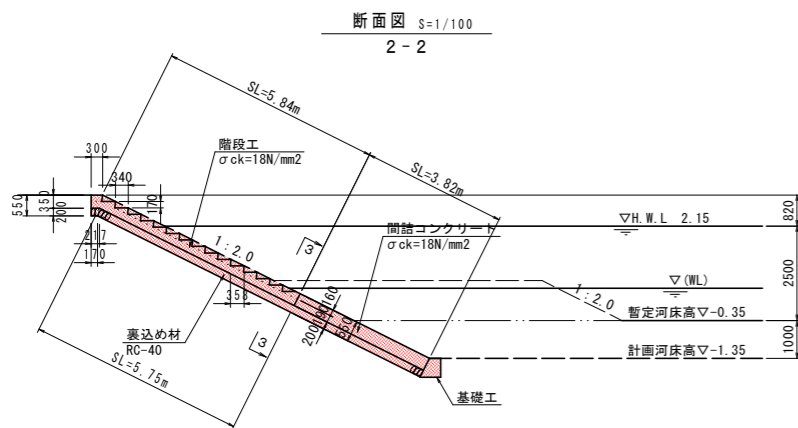 断面図 S=1/100
2-2
SL=5.84m
SL=3.82m
階段工
σck=18N/mm2
300
340
170
550
350
200
217
170
820
▽H.W.L 2.15
間詰コンクリート
σck=18N/mm2
3
1:2.0
2500
▽(WL)
358
1:2.0
160
190
200
550
暫定河床高▽-0.35
裏込め材
RC-40
3
1000
計画河床高▽-1.35
SL=5.75m
基礎工